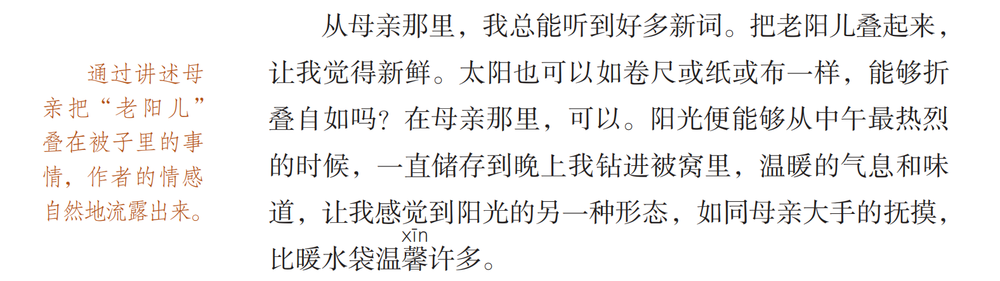 通过讲述母
亲把“老阳儿”
叠在被子里的事
情，作者的情感
自然地流露出来。
从母亲那里，我总能听到好多新词。把老阳儿叠起来，
让我觉得新鲜。太阳也可以如卷尺或纸或布一样，能够折
叠自如吗？在母亲那里，可以。阳光便能够从中午最热烈
的时候，一直储存到晚上我钻进被窝里，温暖的气息和味
道，让我感觉到阳光的另一种形态，如同母亲大手的抚摸，
xīn
比暖水袋温馨许多。